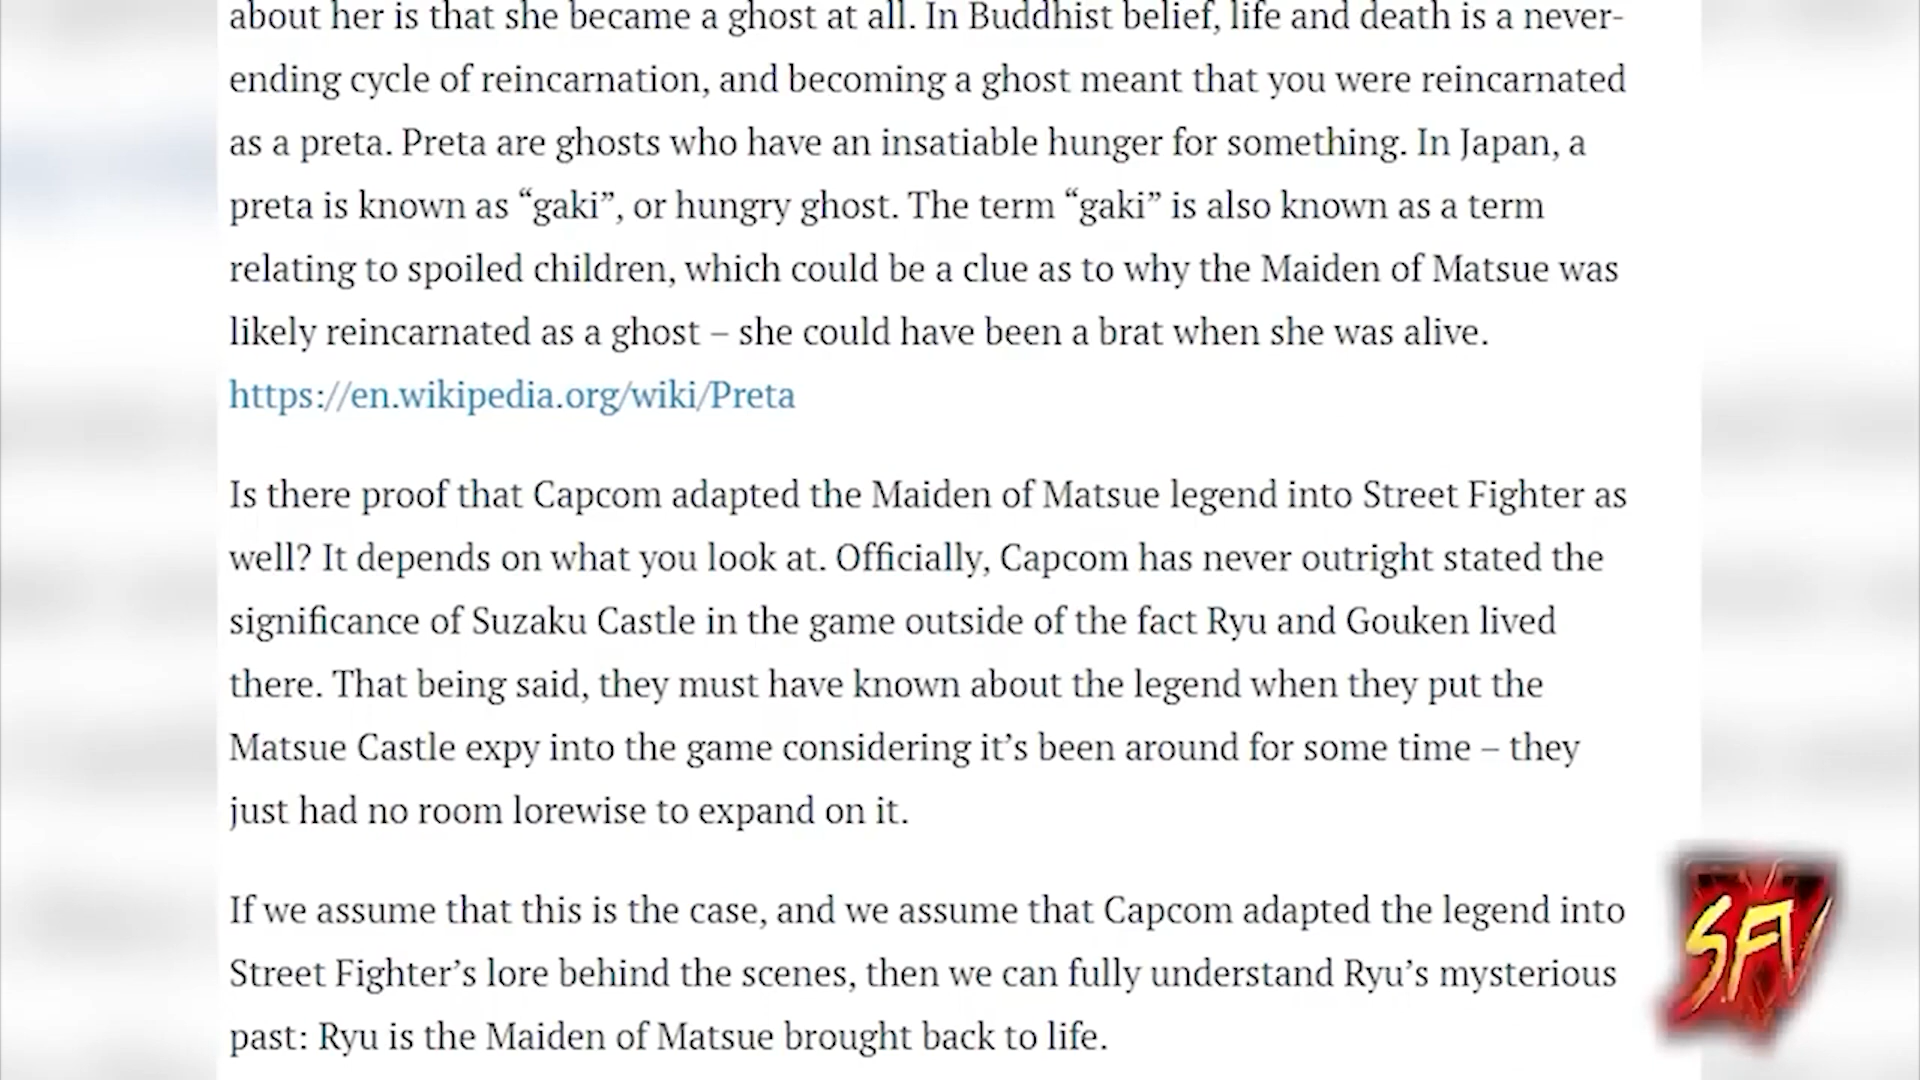 about her is that she became a ghost at all. In Buddhist belief, life and death is a never-
ending cycle of reincarnation, and becoming a ghost meant that you were reincarnated
as a preta. Preta are ghosts who have an insatiable hunger for something. In Japan, a
preta is known as “gaki”, or hungry ghost. The term “gaki” is also known as a term
relating to spoiled children, which could be a clue as to why the Maiden of Matsue was
likely reincarnated as a ghost – she could have been a brat when she was alive.
https://en.wikipedia.org/wiki/Preta
Is there proof that Capcom adapted the Maiden of Matsue legend into Street Fighter as
well? It depends on what you look at. Officially, Capcom has never outright stated the
significance of Suzaku Castle in the game outside of the fact Ryu and Gouken lived
there. That being said, they must have known about the legend when they put the
Matsue Castle expy into the game considering it’s been around for some time – they
just had no room lorewise to expand on it.
If we assume that this is the case, and we assume that Capcom adapted the legend into
Street Fighter’s lore behind the scenes, then we can fully understand Ryu’s mysterious
past: Ryu is the Maiden of Matsue brought back to life.
SFV